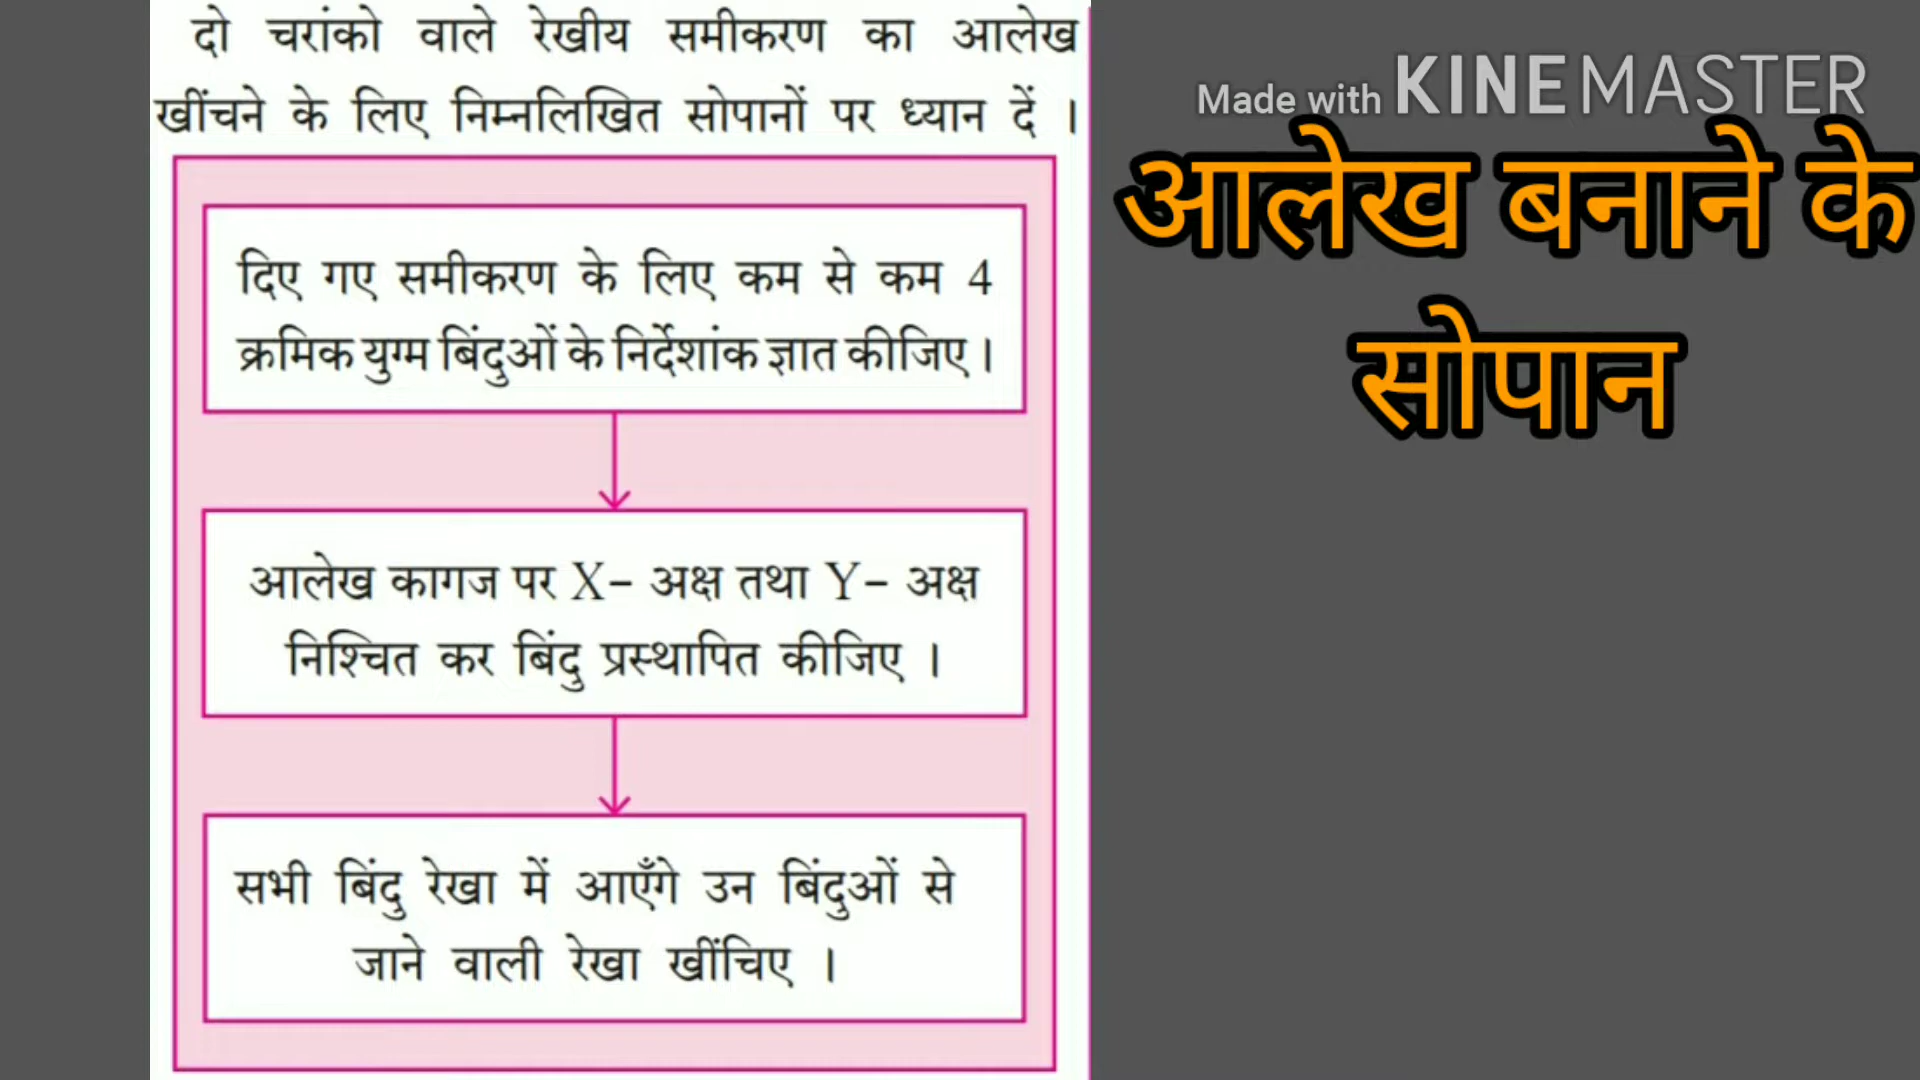 दो चरांको वाले रेखीय समीकरण का आलेख
खींचने के लिए निम्नलिखित सोपानों पर ध्यान दें ।
दिए गए समीकरण के लिए कम से कम 4
क्रमिक युग्म बिंदुओं के निर्देशांक ज्ञात कीजिए।
आलेख कागज पर X- अक्ष तथा Y- अक्ष
निश्चित कर बिंदु प्रस्थापित कीजिए ।
सभी बिंदु रेखा में आएँगे उन बिंदुओं से
जाने वाली रेखा खींचिए ।
Made with KINEMASTER
आलेख बनाने के
सोपान